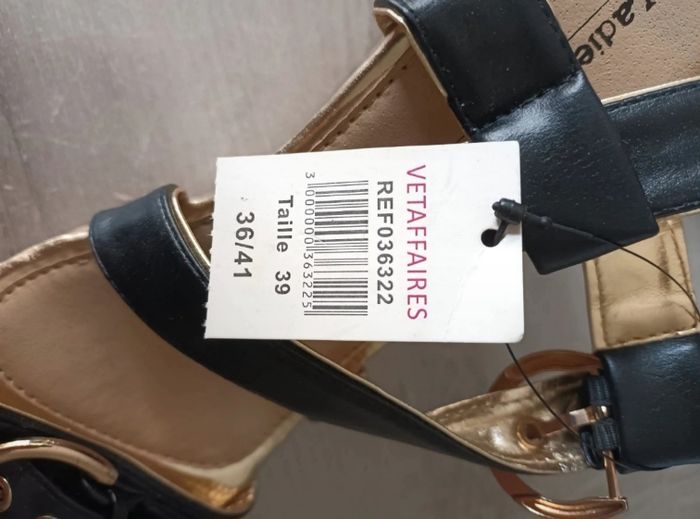 VETAFFAIRES
REF036322
3 000000 363225
Taille 39
36/41